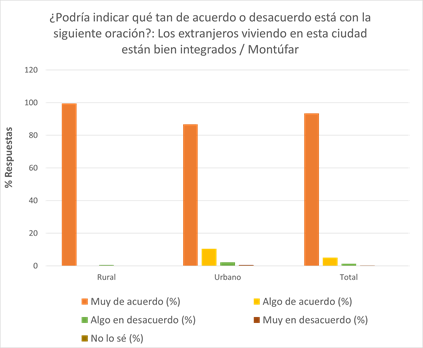 ¿Podría indicar qué tan de acuerdo o desacuerdo está con la
siguiente oración?: Los extranjeros viviendo en esta ciudad
están bien integrados / Montúfar
120
100
80
60
40
20
0
% Respuestas
Rural Urbano Total
Muy de acuerdo (%) Algo de acuerdo (%)
Algo en desacuerdo (%) Muy en desacuerdo (%)
No lo sé (%)